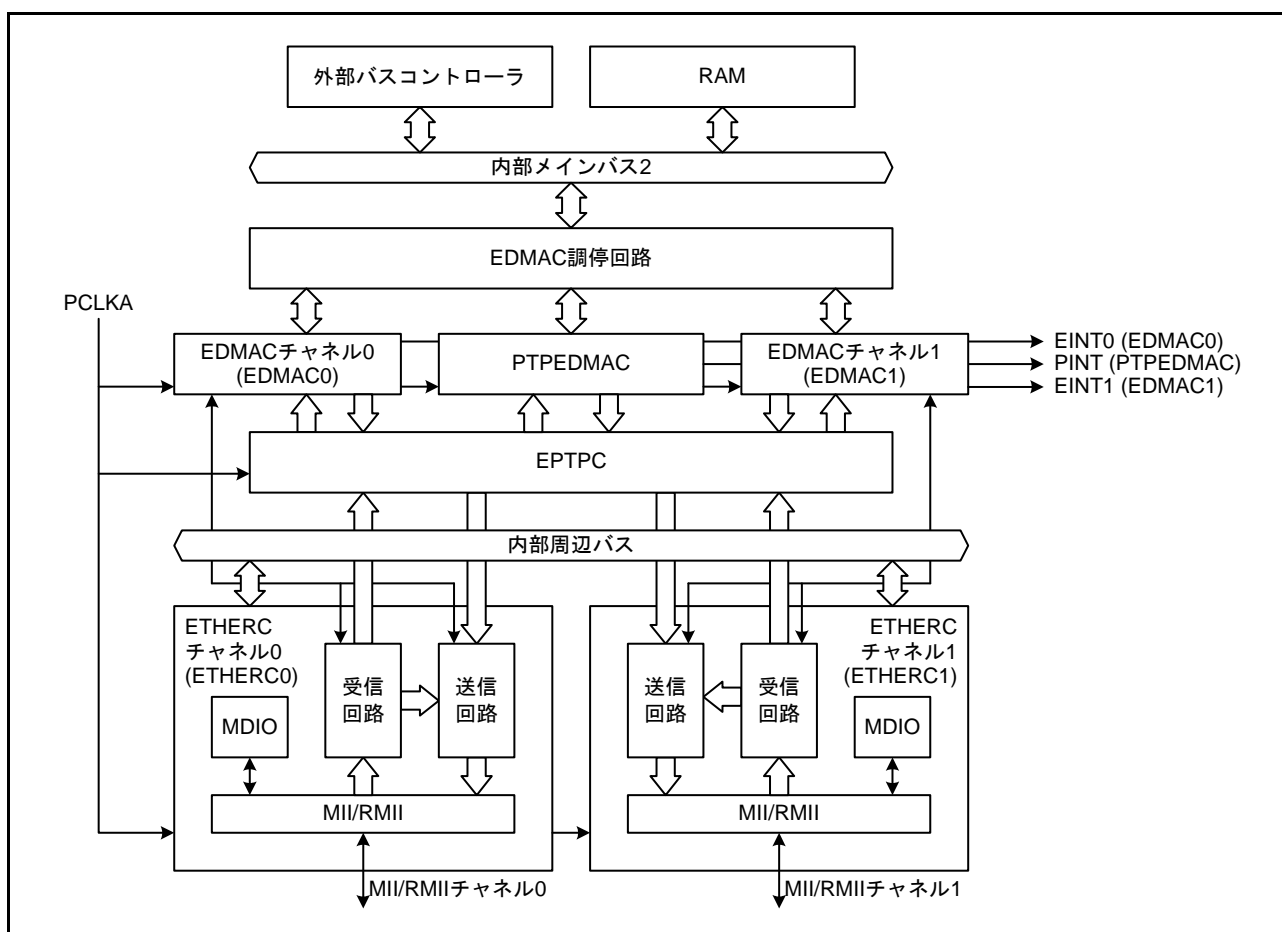 外部バスコントローラ
RAM
内部メインバス2
EDMAC調停回路
PCLKA
EDMACチャネル0
(EDMAC0)
PTPEDMAC
EDMACチャネル1
(EDMAC1)
EINT0 (EDMAC0)
PINT (PTPEDMAC)
EINT1 (EDMAC1)
EPTPC
内部周辺バス
ETHERC
チャネル0
(ETHERC0)
受信
回路
送信
回路
MDIO
MII/RMII
MII/RMIIチャネル0
送信
回路
受信
回路
ETHERC
チャネル1
(ETHERC1)
MDIO
MII/RMII
MII/RMIIチャネル1